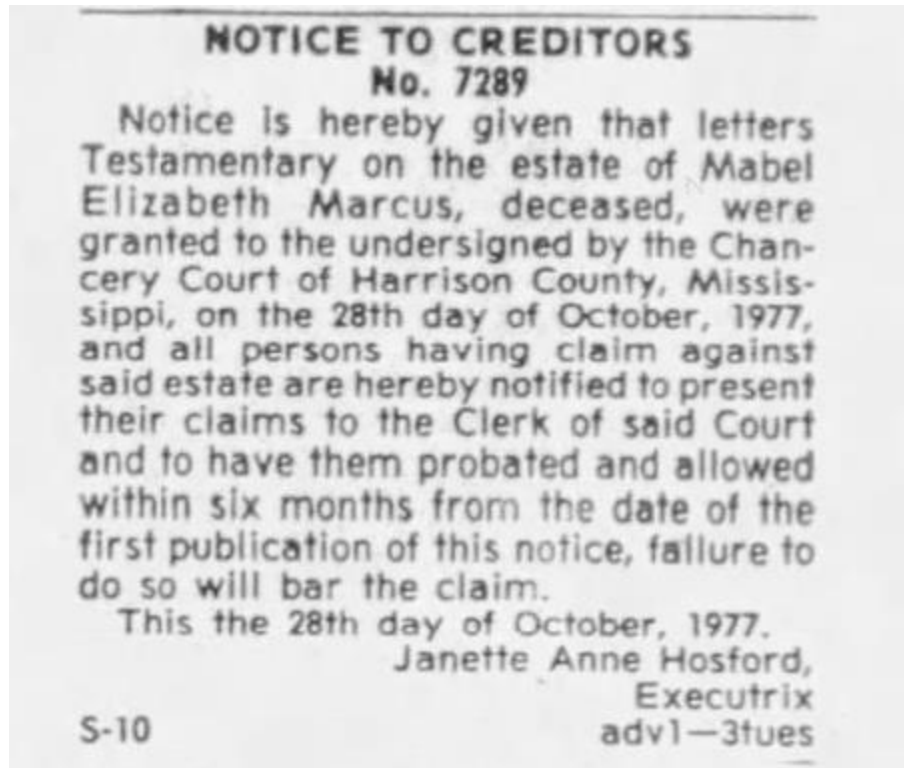 NOTICE TO CREDITORS
No. 7289
Notice is hereby given that letters
Testamentary on the estate of Mabel
Elizabeth Marcus, deceased, were
granted to the undersigned by the Chan-
cery Court of Harrison County, Missis-
sippi, on the 28th day of October, 1977,
and all persons having claim against
said estate are hereby notified to present
their claims to the Clerk of said Court
and to have them probated and allowed
within six months from the date of the
first publication of this notice, failure to
do so will bar the claim.
This the 28th day of October, 1977.
Janette Anne Hosford,
Executrix
S-10 adv1—3tues